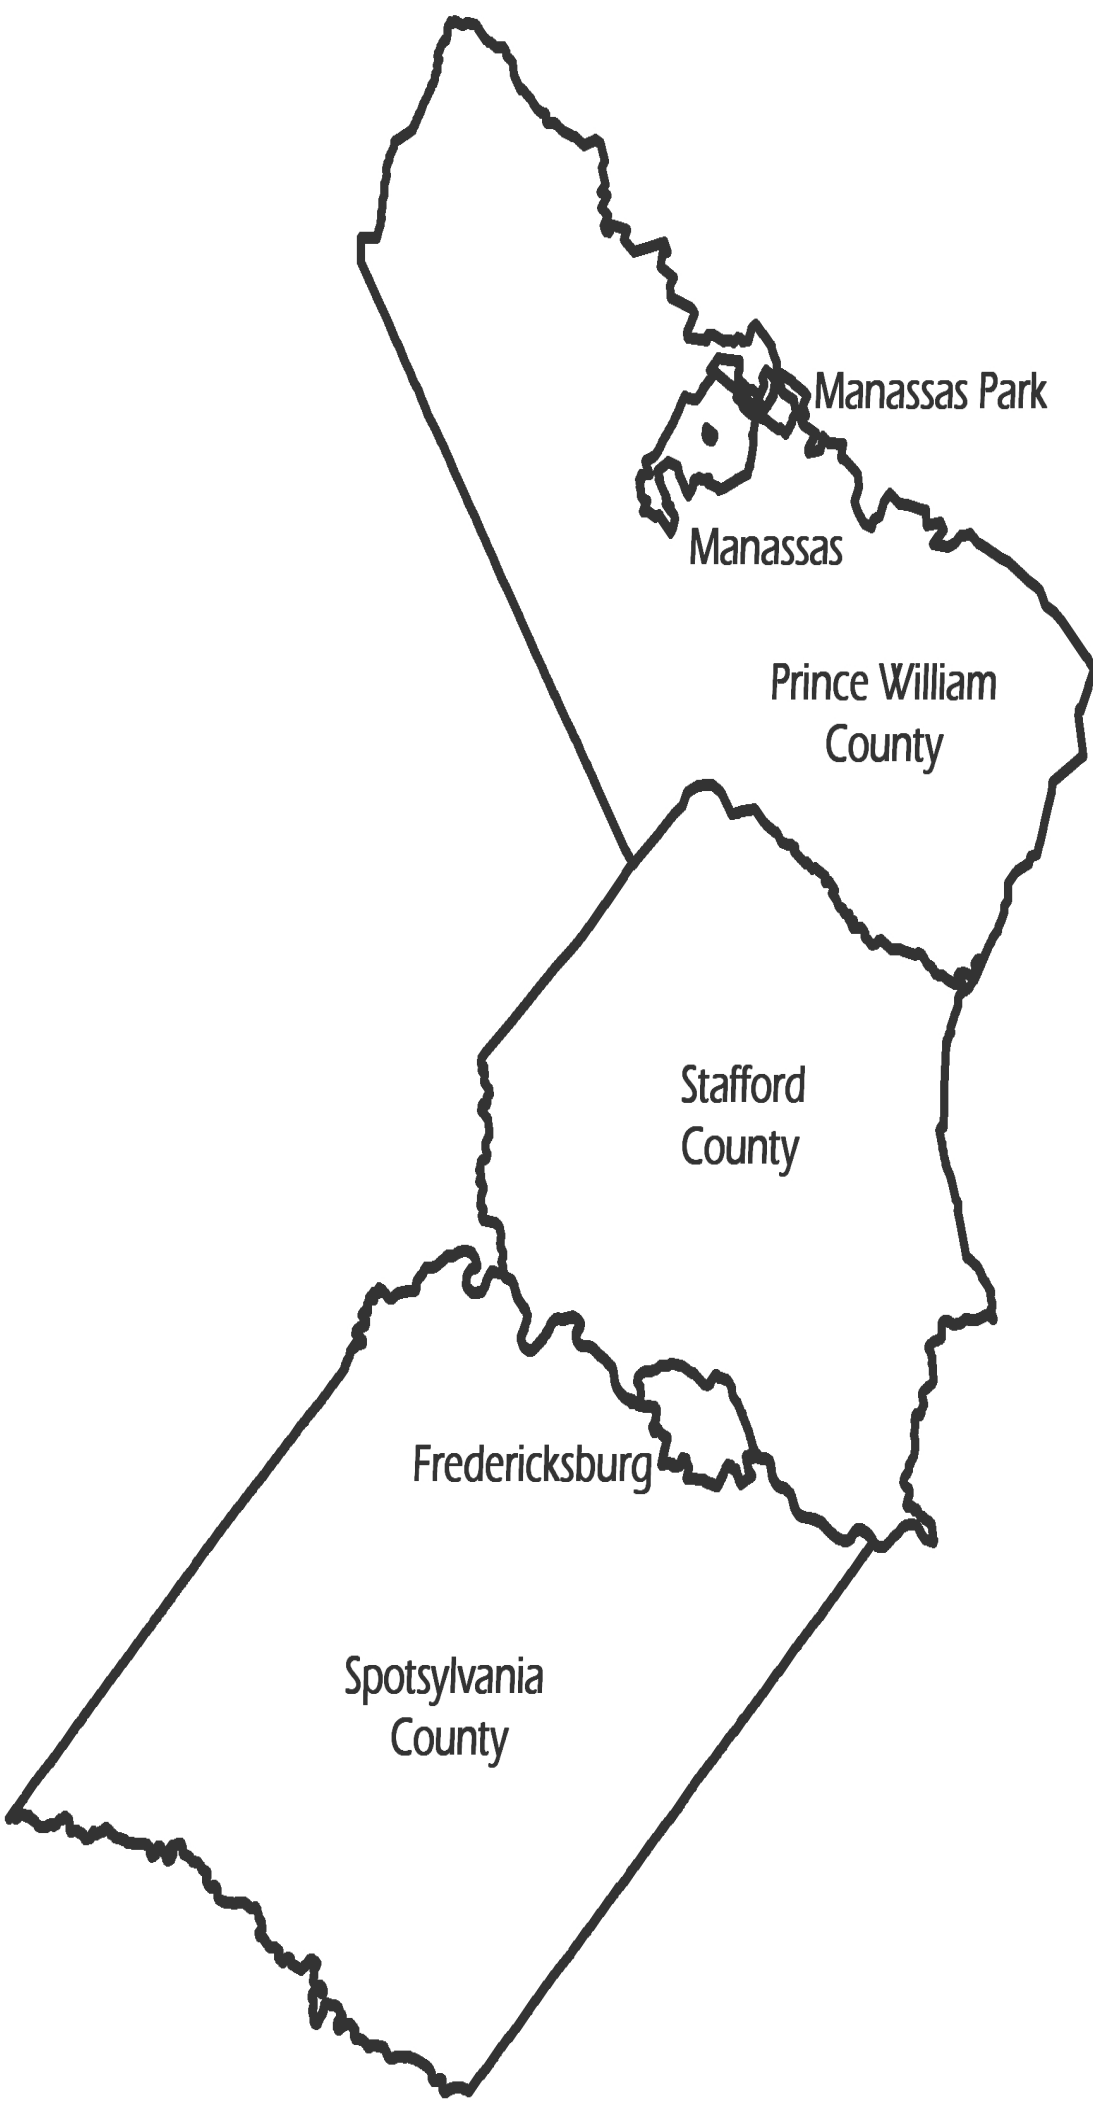 Manassas Park
Manassas
Prince William
County
Stafford
County
Fredericksburg
Spotsylvania
County